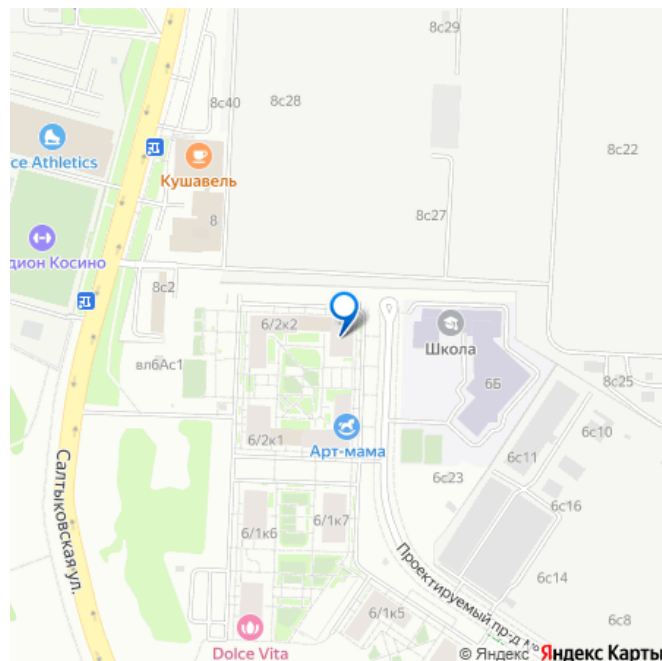 8с29
8с40
8с28
8с22
ce Athletics
Кушавель
8с27
8
дион Косино
8с2
6/2к2
Школа
вл6Ас1
6Б
8с25
6/2к1
Арт-мама
6с10
6с11
6с23
Салтыковская ул.
6с16
6/1к7
6/1к6
6с14
Проектируемый пр-д №
6/1к5
6с8
Dolce Vita
© Яндекс Яндекс Карты